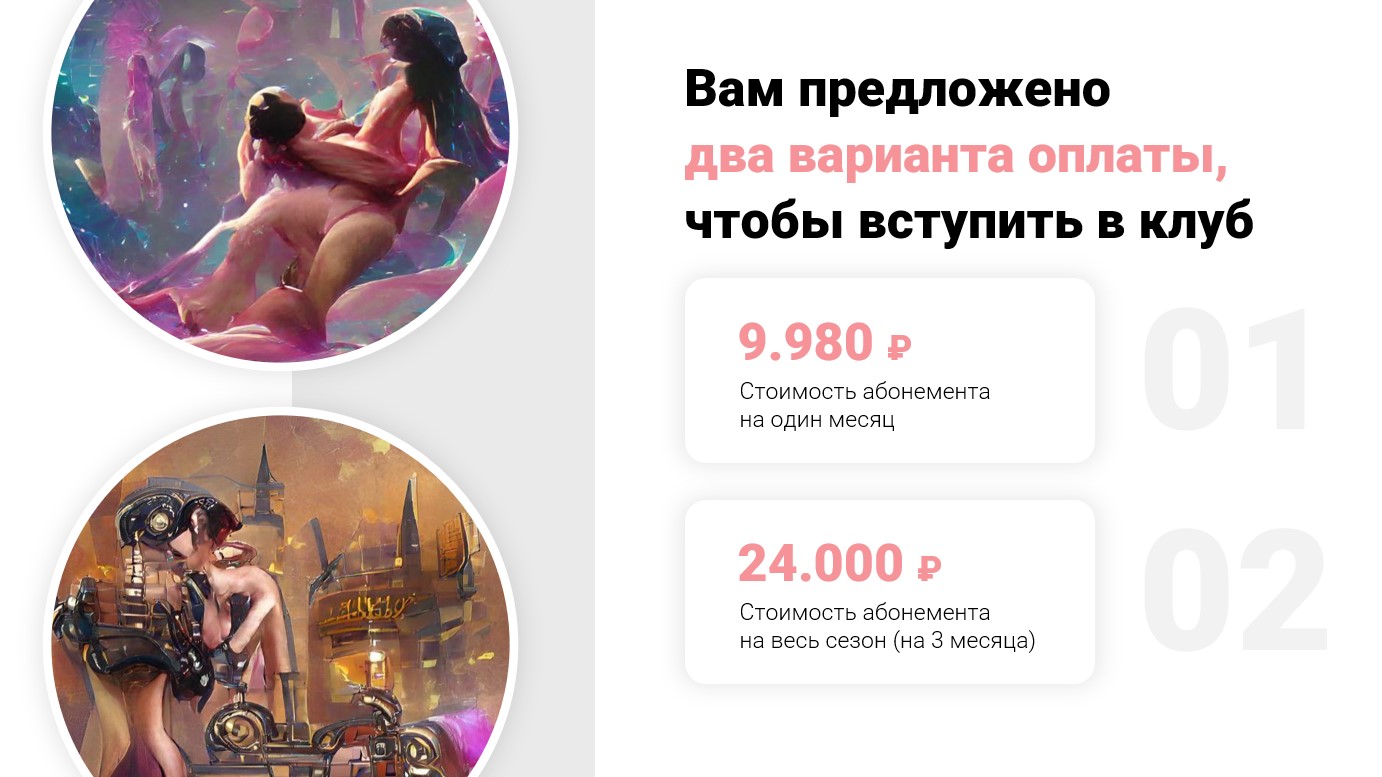 Вам предложено
два варианта оплаты,
чтобы вступить в клуб
9.980 ₽
Стоимость абонемента
на один месяц
01
24.000 ₽
Стоимость абонемента
на весь сезон (на 3 месяца)
02